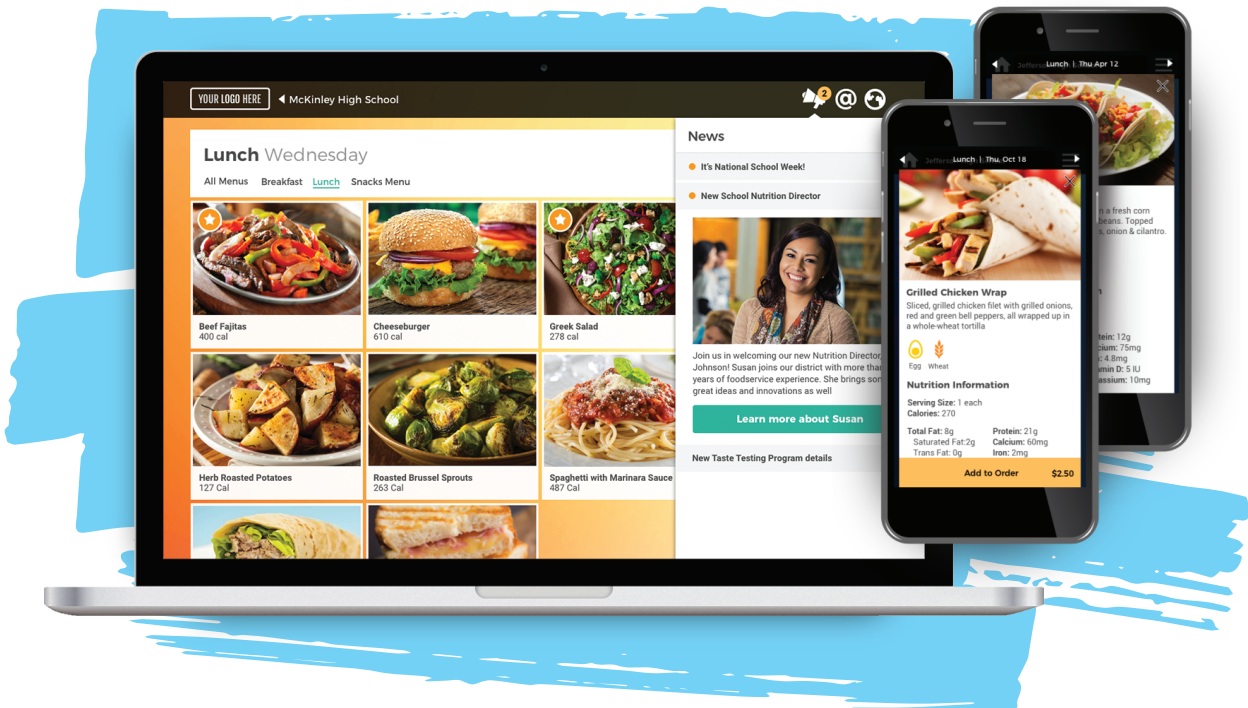 YOUR LOGO HERE
McKinley High School
2
@
Lunch Wednesday
All Menus Breakfast Lunch Snacks Menu
Beef Fajitas
400 cal
Cheeseburger
610 cal
Greek Salad
278 cal
Herb Roasted Potatoes
127 Cal
Roasted Brussel Sprouts
263 Cal
Spaghetti with Marinara Sauce
487 Cal
News
It's National School Week!
New School Nutrition Director
Join us in welcoming our new Nutrition Director,
Johnson! Susan joins our district with more than
years of foodservice experience. She brings
great ideas and innovations as well
Learn more about Susan
New Taste Testing Program details
Lunch | Thu, Oct 18
Grilled Chicken Wrap
Sliced, grilled chicken filet with grilled onions,
red and green bell peppers, all wrapped up in
a whole-wheat tortilla
Egg Wheat
Nutrition Information
Serving Size: 1 each
Calories: 270
Total Fat: 8g
Saturated Fat:2g
Trans Fat: 0g
Protein: 21g
Calcium: 60mg
Iron: 2mg
Add to Order $2.50
Lunch | Thu Apr 12
a fresh corn
beans. Topped
onion & cilantro.
12g
75mg
4.8mg
D: 5 IU
10mg